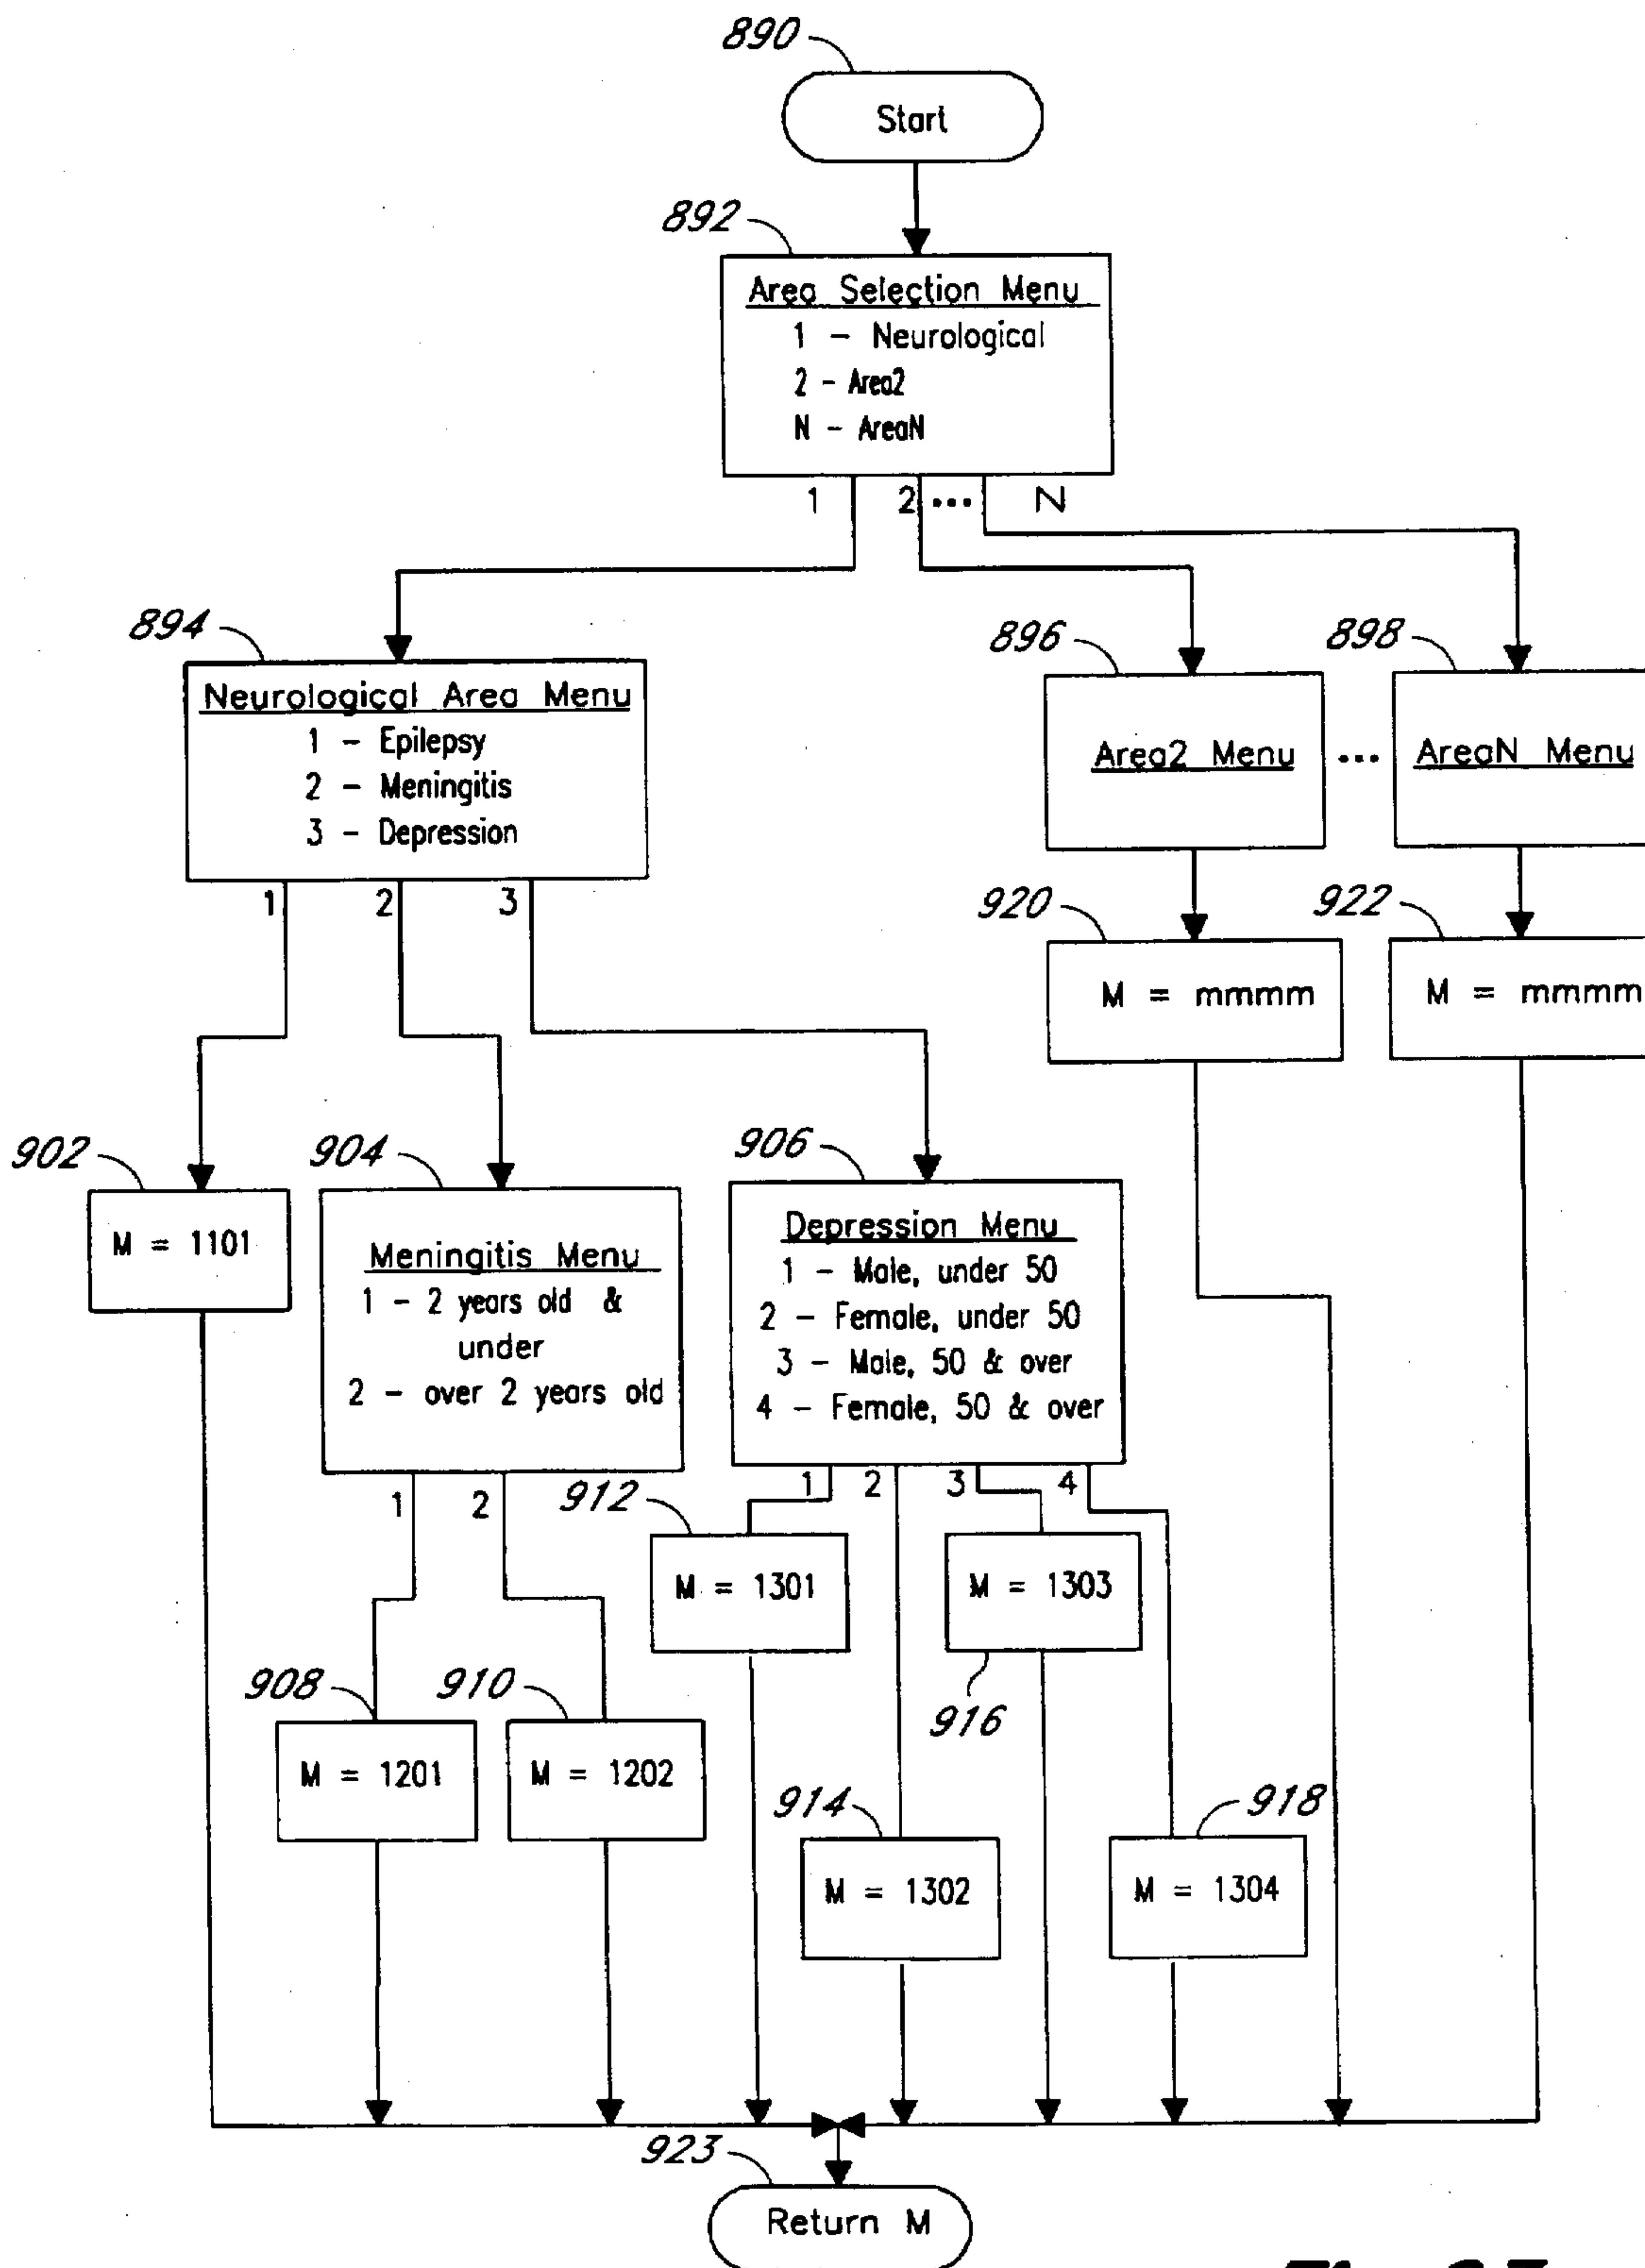 890
Start
892
Area Selection Menu
1 - Neurological
2 - Area2
N - AreaN
1 2 ... N
894
Neurological Area Menu
1 - Epilepsy
2 - Meningitis
3 - Depression
1 2 3
896
Area2 Menu
...
898
AreaN Menu
920
M = mmmm
922
M = mmmm
902
M = 1101
904
Meningitis Menu
1 - 2 years old &
under
2 - over 2 years old
1 2
906
Depression Menu
1 - Male, under 50
2 - Female, under 50
3 - Male, 50 & over
4 - Female, 50 & over
1 2 3 4
912
M = 1301
M = 1303
916
908
M = 1201
910
M = 1202
914
M = 1302
918
M = 1304
923
Return M